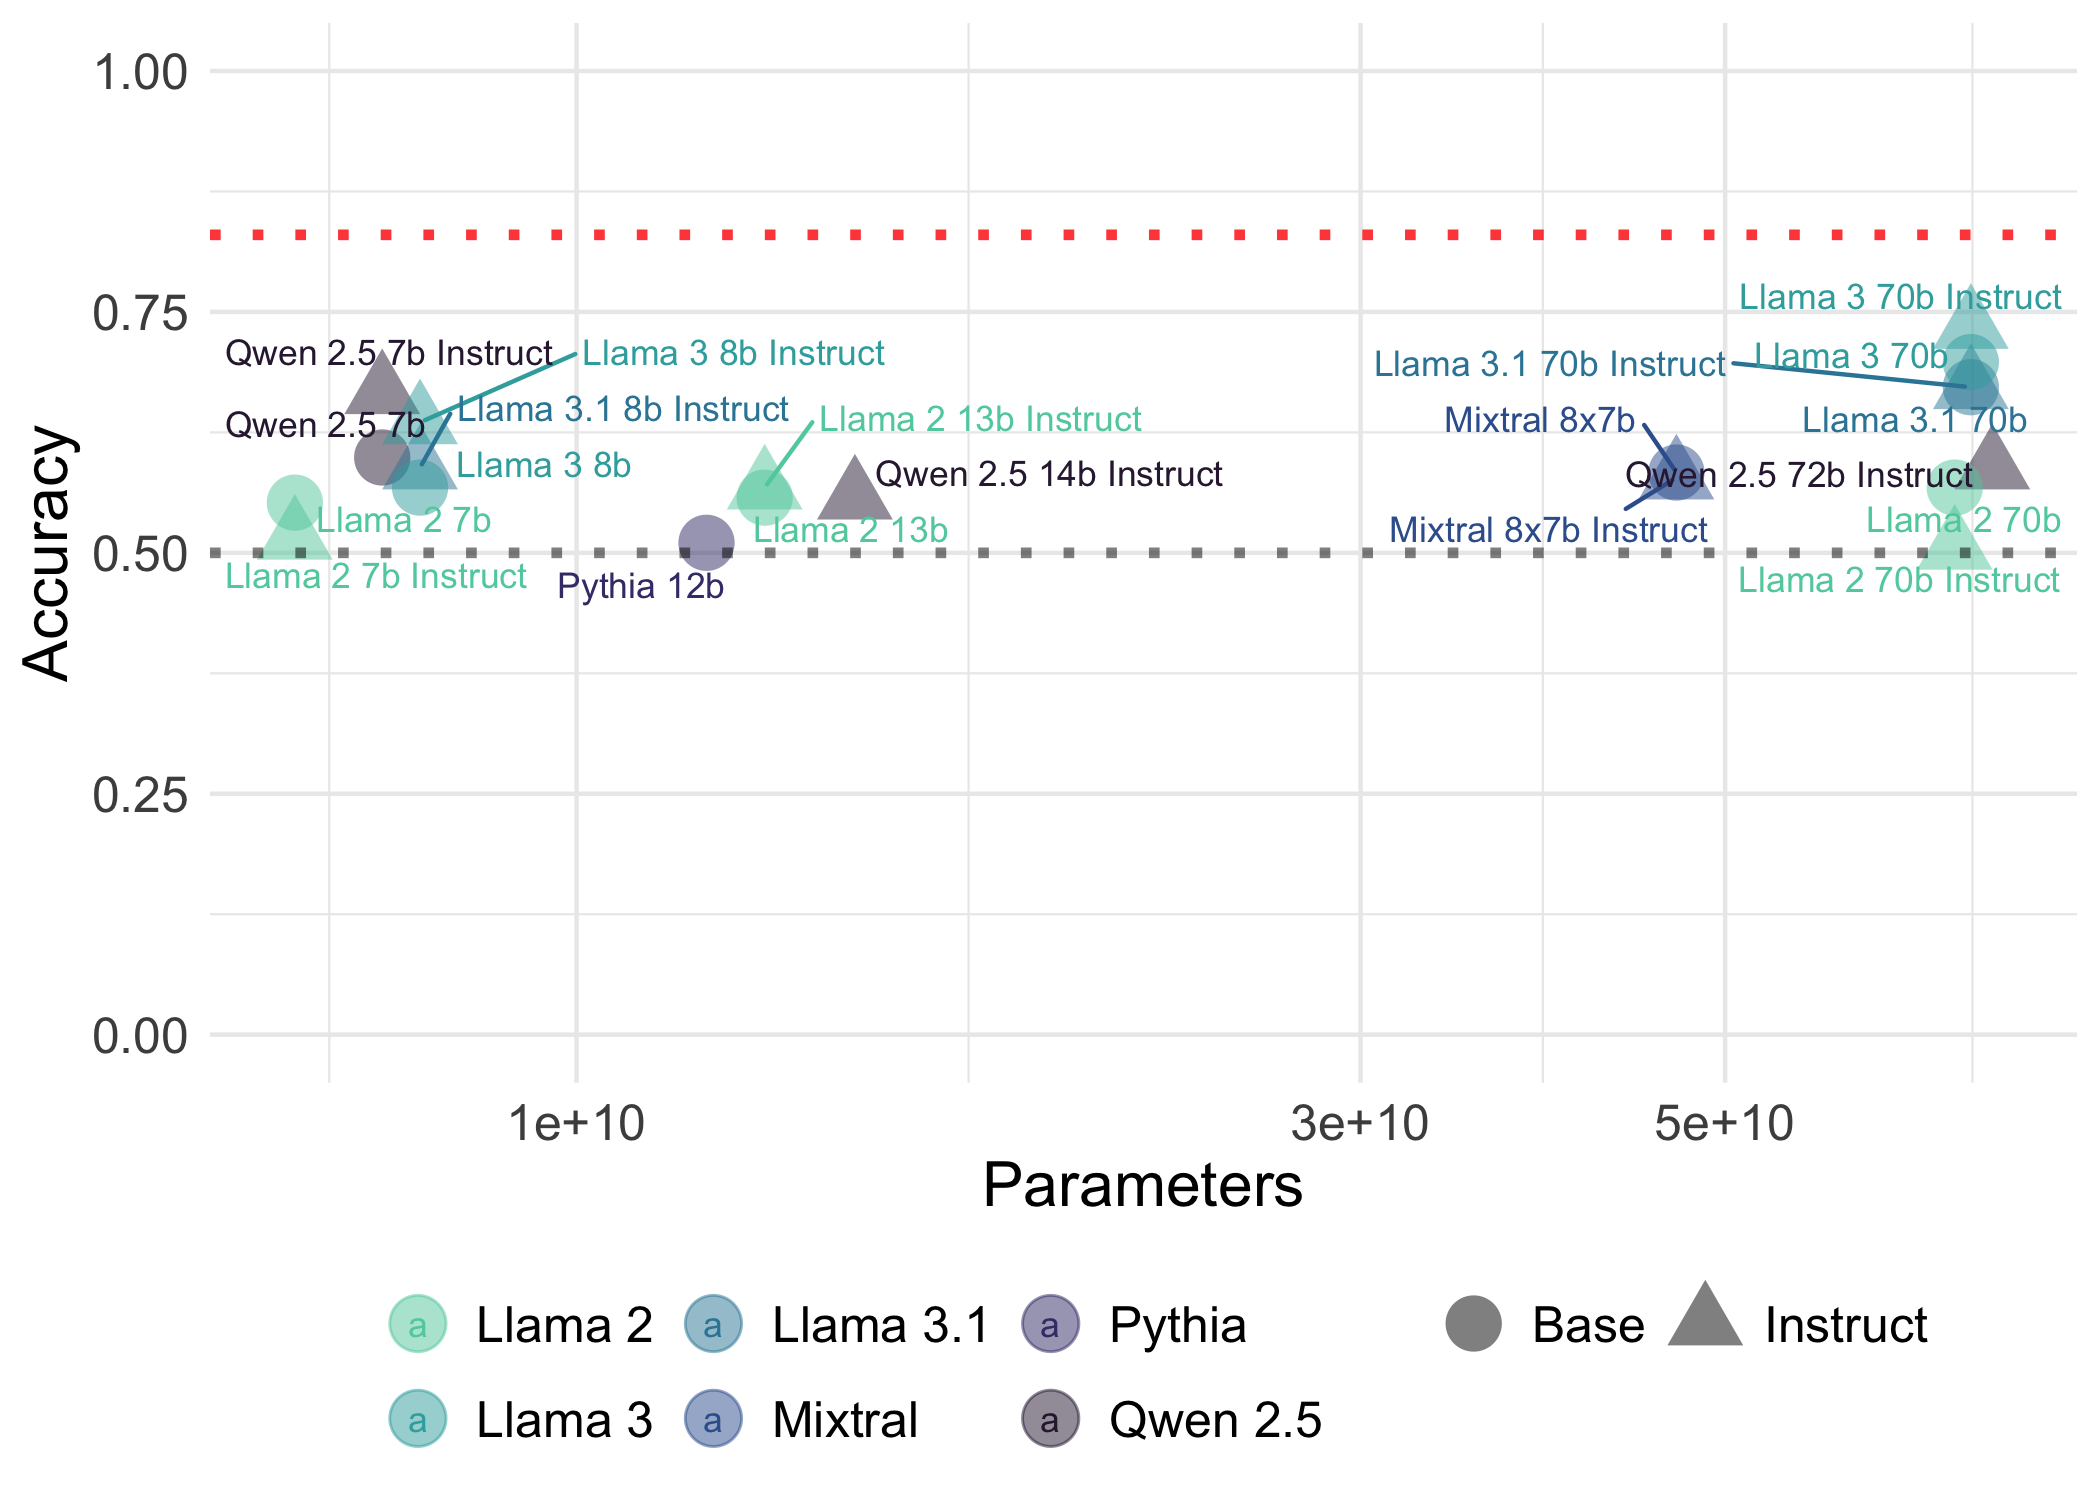 1.00
0.75
0.50
0.25
0.00
Accuracy
Llama 3 70b Instruct
Qwen 2.5 7b Instruct
Llama 3 8b Instruct
Llama 3.1 70b Instruct
Llama 3 70b
Llama 3.1 8b Instruct
Llama 2 13b Instruct
Mixtral 8x7b
Llama 3.1 70b
Qwen 2.5 7b
Llama 3 8b
Qwen 2.5 14b Instruct
Qwen 2.5 72b Instruct
Llama 2 7b
Llama 2 13b
Mixtral 8x7b Instruct
Llama 2 70b
Llama 2 7b Instruct
Pythia 12b
Llama 2 70b Instruct
1e+10
3e+10
5e+10
Parameters
a Llama 2
a Llama 3.1
a Pythia
Base
Instruct
a Llama 3
a Mixtral
a Qwen 2.5